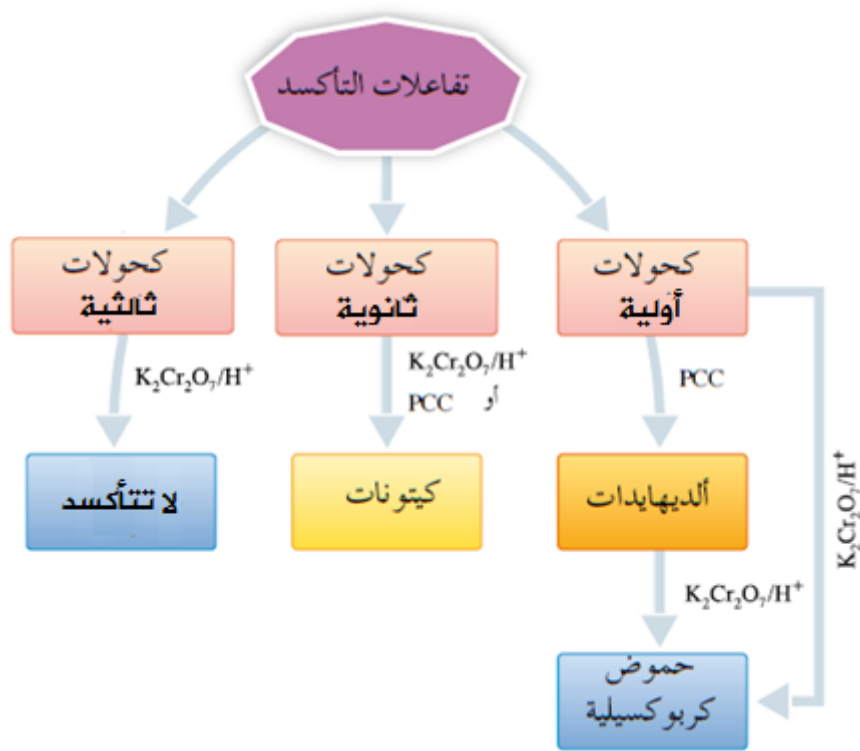 تفاعلات التأكسد
كحولات
أولية
كحولات
ثانوية
كحولات
ثالثية
PCC
K₂Cr₂O₇/H⁺
أو PCC
K₂Cr₂O₇/H⁺
K₂Cr₂O₇/H⁺
ألديهايدات
كيتونات
لا تتأكسد
K₂Cr₂O₇/H⁺
حموض
كربوكسيلية